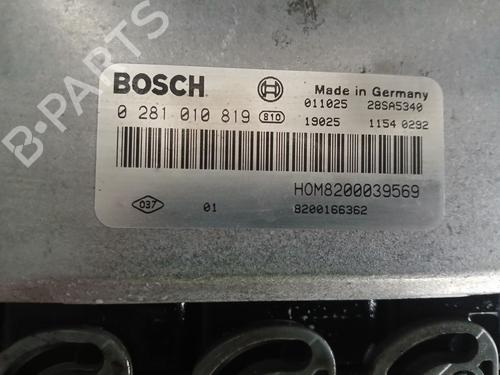 BOSCH
Made in Germany
0 281 010 819 810
011025 28SA5340
19025 1154 0292
HOM8200039569
037 01 8200166362
B-PARTS